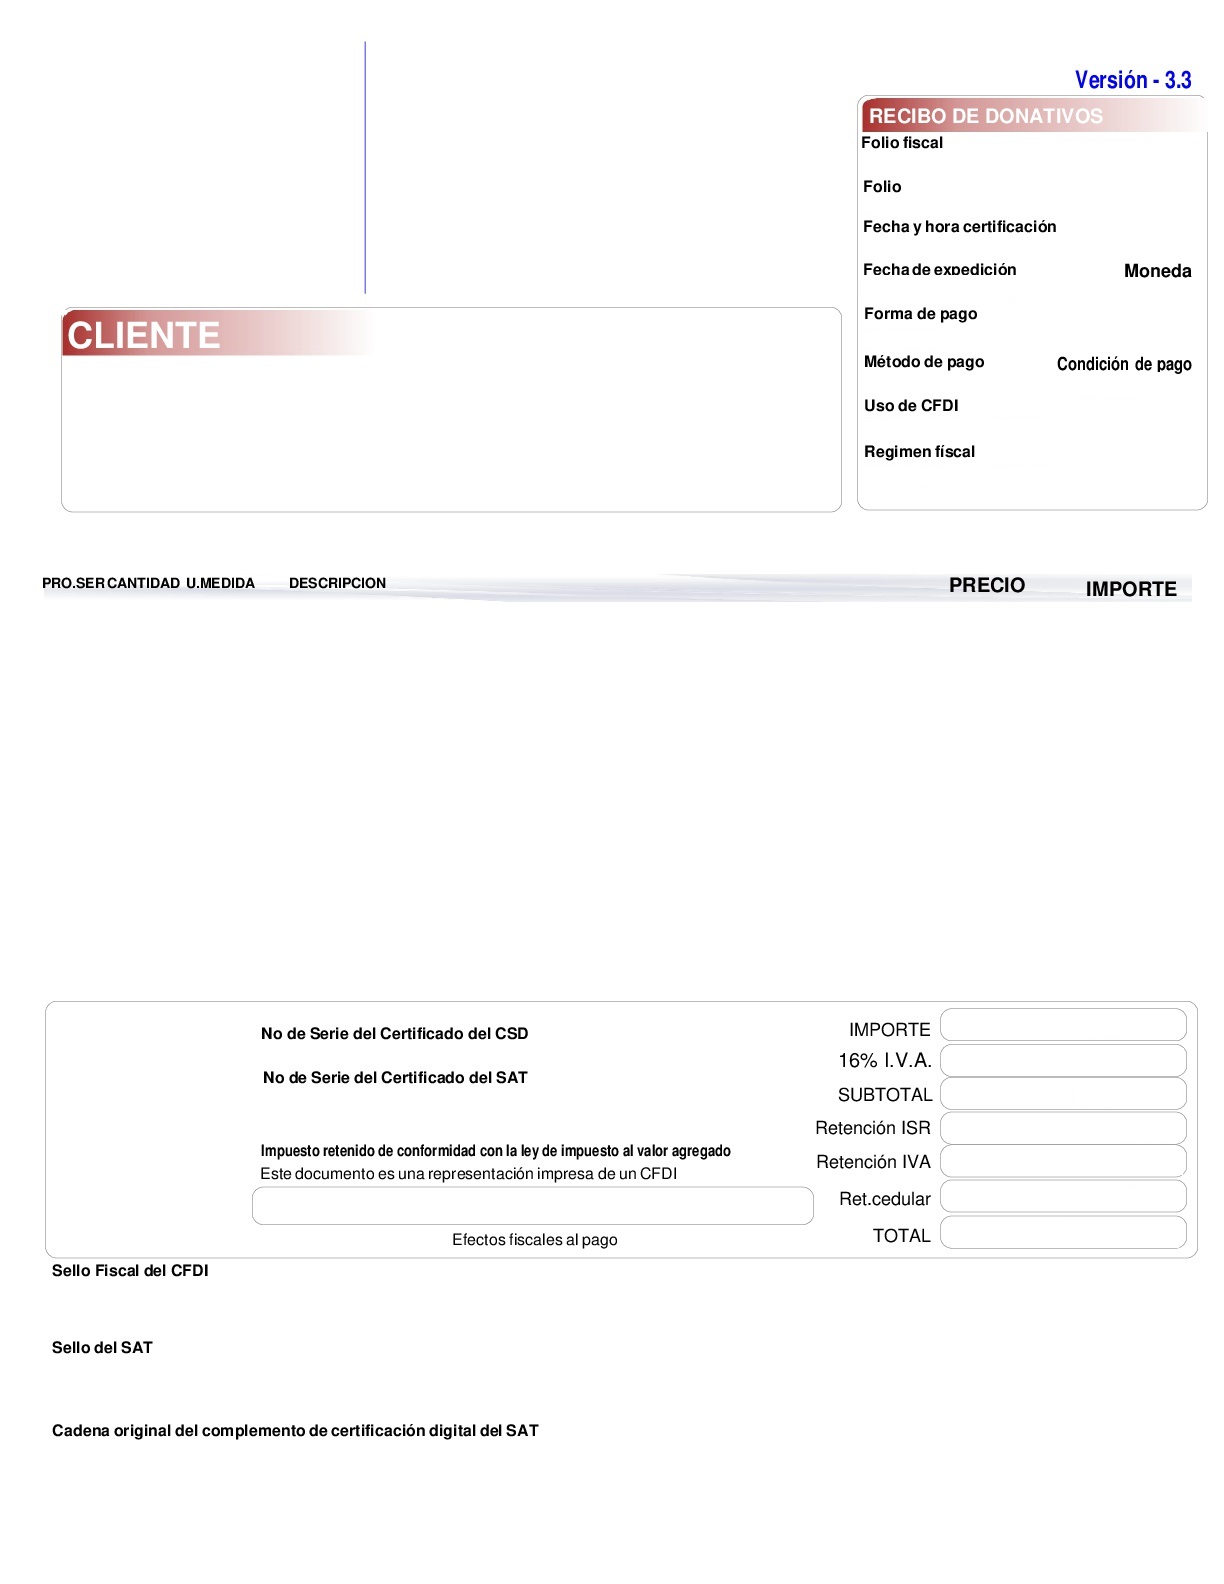 Versión - 3.3
RECIBO DE DONATIVOS
Folio fiscal
Folio
Fecha y hora certificación
Fecha de expedición Moneda
Forma de pago
Método de pago Condición de pago
Uso de CFDI
Regimen físcal
CLIENTE
PRO.SER CANTIDAD U.MEDIDA DESCRIPCION PRECIO IMPORTE
No de Serie del Certificado del CSD
No de Serie del Certificado del SAT
Impuesto retenido de conformidad con la ley de impuesto al valor agregado
Este documento es una representación impresa de un CFDI
Efectos fiscales al pago
IMPORTE
16% I.V.A.
SUBTOTAL
Retención ISR
Retención IVA
Ret.cedular
TOTAL
Sello Fiscal del CFDI
Sello del SAT
Cadena original del complemento de certificación digital del SAT